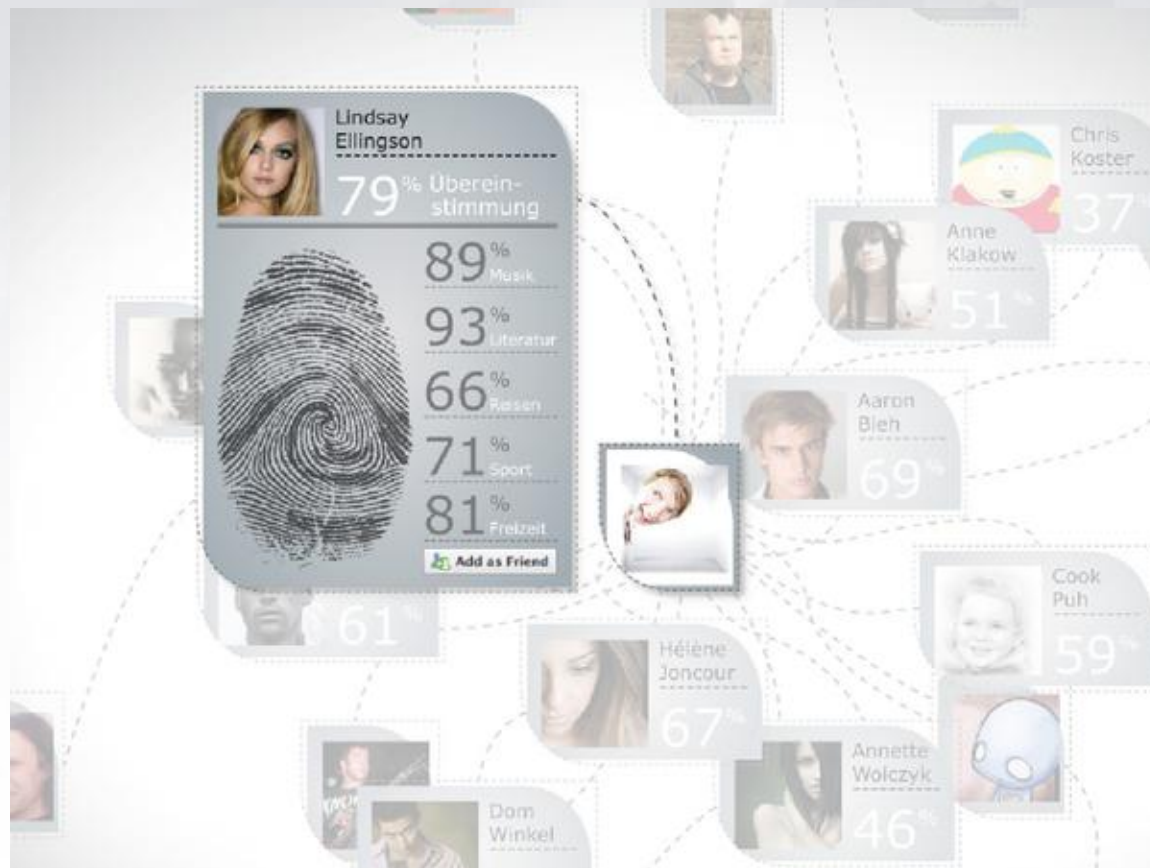 Lindsay
Ellingson
79% Überein-
stimmung
89%
Musik
93%
Literatur
66%
Reisen
71%
Sport
81%
Freizeit
Add as Friend
Chris
Koster
37%
Anne
Klakow
51%
Aaron
Bleh
69%
Cook
Puh
59%
61%
Hélène
Joncour
67%
Annette
Wolczyk
46%
Dom
Winkel